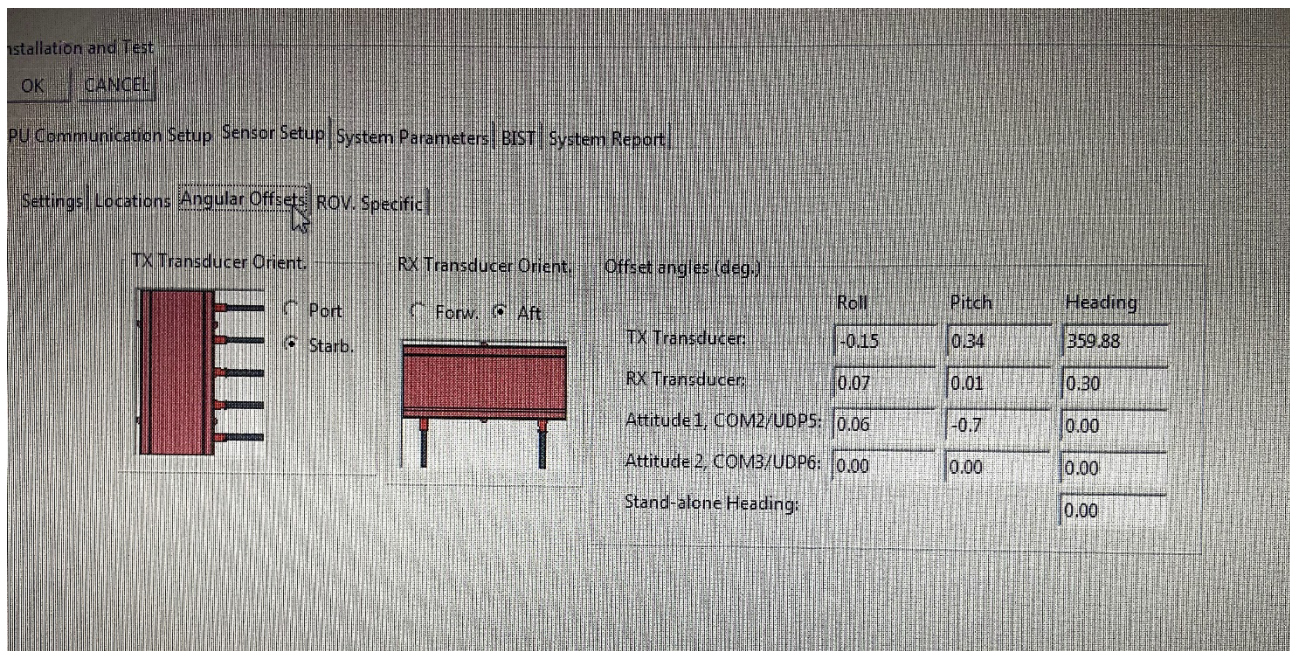 nstallation and Test
OK CANCEL
PU Communication Setup Sensor Setup System Parameters BIST System Report
Settings Locations Angular Offsets ROV. Specific
TX Transducer Orient. RX Transducer Orient. Offset angles (deg.)
Port Forw. Aft Roll Pitch Heading
Starb.
TX Transducer: -0.15 0.34 359.88
RX Transducer: 0.07 0.01 0.30
Attitude 1, COM2/UDP5: 0.06 -0.7 0.00
Attitude 2, COM3/UDP6: 0.00 0.00 0.00
Stand-alone Heading: 0.00